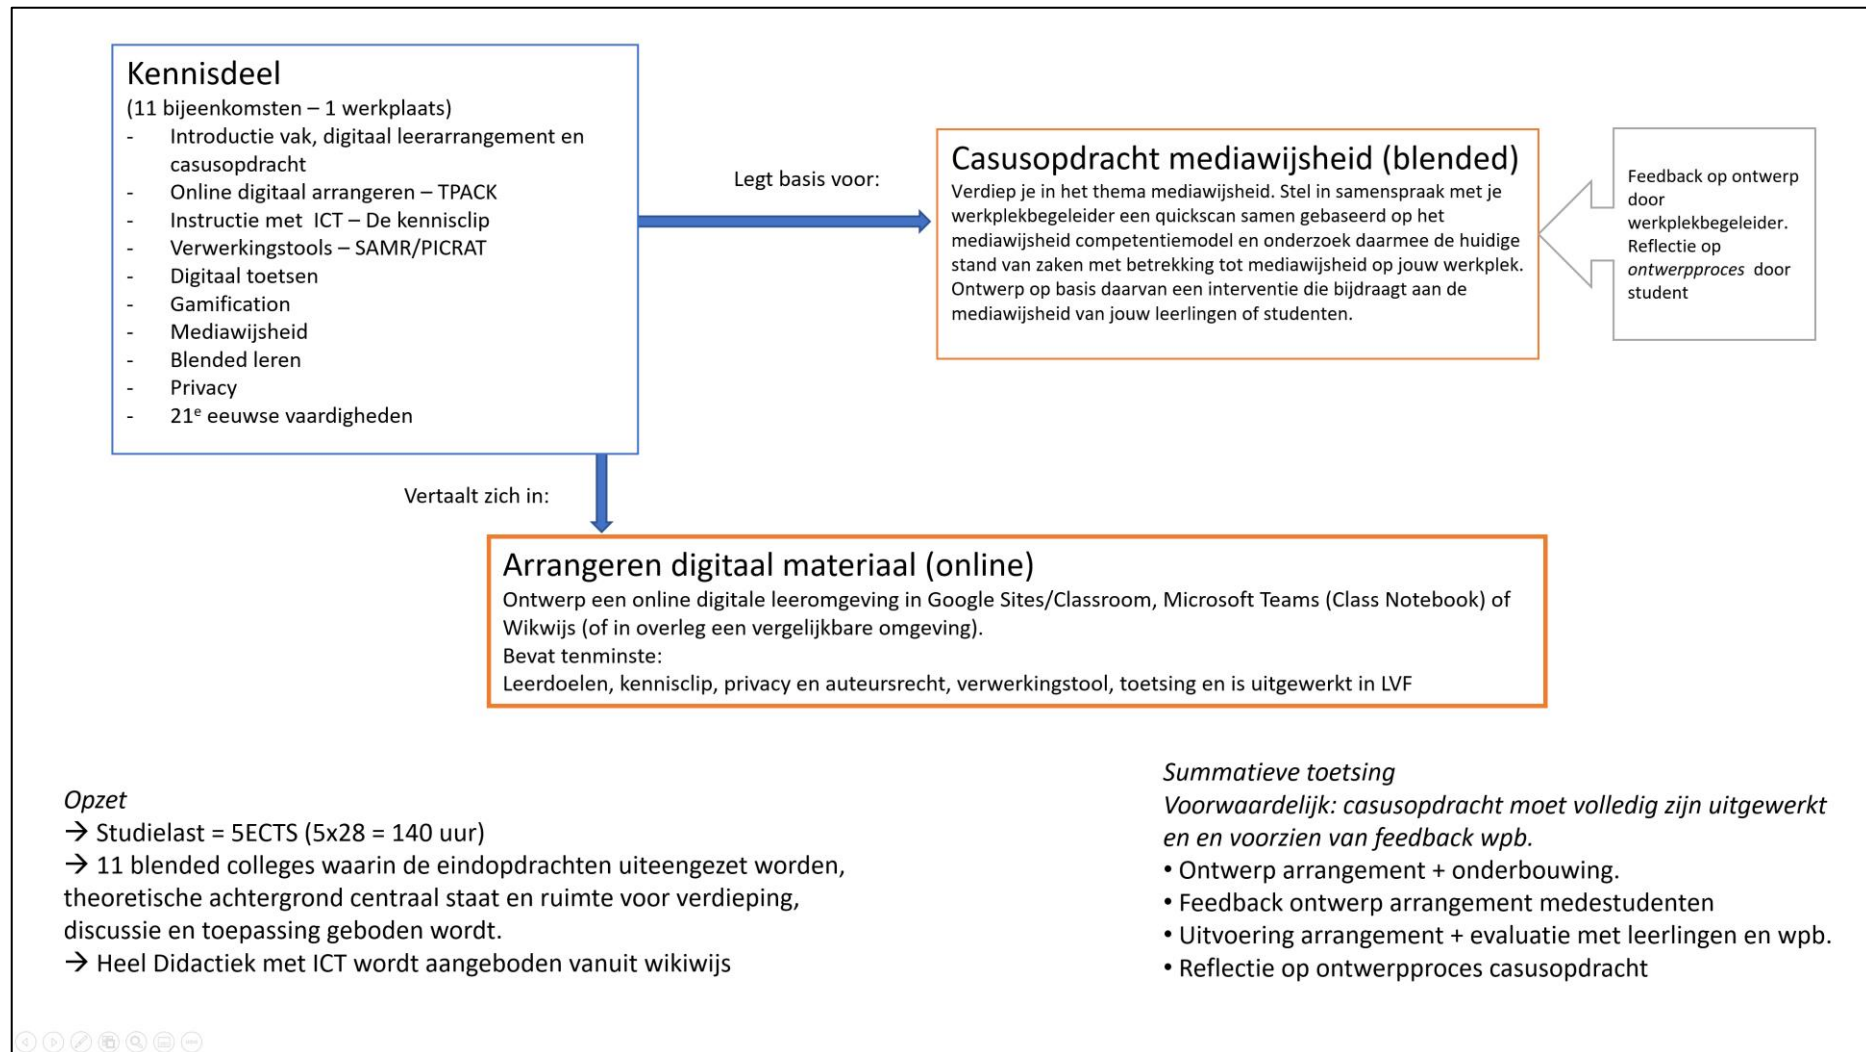 Kennisdeel
(11 bijeenkomsten – 1 werkplaats)
- Introductie vak, digitaal leerarrangement en
casusopdracht
- Online digitaal arrangeren – TPACK
- Instructie met ICT – De kennisclip
- Verwerkingstools – SAMR/PICRAT
- Digitaal toetsen
- Gamification
- Mediawijsheid
- Blended leren
- Privacy
- 21e eeuwse vaardigheden
Legt basis voor:
Casusopdracht mediawijsheid (blended)
Verdiep je in het thema mediawijsheid. Stel in samenspraak met je
werkplekbegeleider een quickscan samen gebaseerd op het
mediawijsheid competentiemodel en onderzoek daarmee de huidige
stand van zaken met betrekking tot mediawijsheid op jouw werkplek.
Ontwerp op basis daarvan een interventie die bijdraagt aan de
mediawijsheid van jouw leerlingen of studenten.
Feedback op ontwerp
door
werkplekbegeleider.
Reflectie op
ontwerpproces door
student
Vertaalt zich in:
Arrangeren digitaal materiaal (online)
Ontwerp een online digitale leeromgeving in Google Sites/Classroom, Microsoft Teams (Class Notebook) of
Wikwijs (of in overleg een vergelijkbare omgeving).
Bevat tenminste:
Leerdoelen, kennisclip, privacy en auteursrecht, verwerkingstool, toetsing en is uitgewerkt in LVF
Opzet
→ Studielast = 5ECTS (5x28 = 140 uur)
→ 11 blended colleges waarin de eindopdrachten uiteengezet worden,
theoretische achtergrond centraal staat en ruimte voor verdieping,
discussie en toepassing geboden wordt.
→ Heel Didactiek met ICT wordt aangeboden vanuit wikiwijs
Summatieve toetsing
Voorwaardelijk: casusopdracht moet volledig zijn uitgewerkt
en en voorzien van feedback wpb.
• Ontwerp arrangement + onderbouwing.
• Feedback ontwerp arrangement medestudenten
• Uitvoering arrangement + evaluatie met leerlingen en wpb.
• Reflectie op ontwerpproces casusopdracht